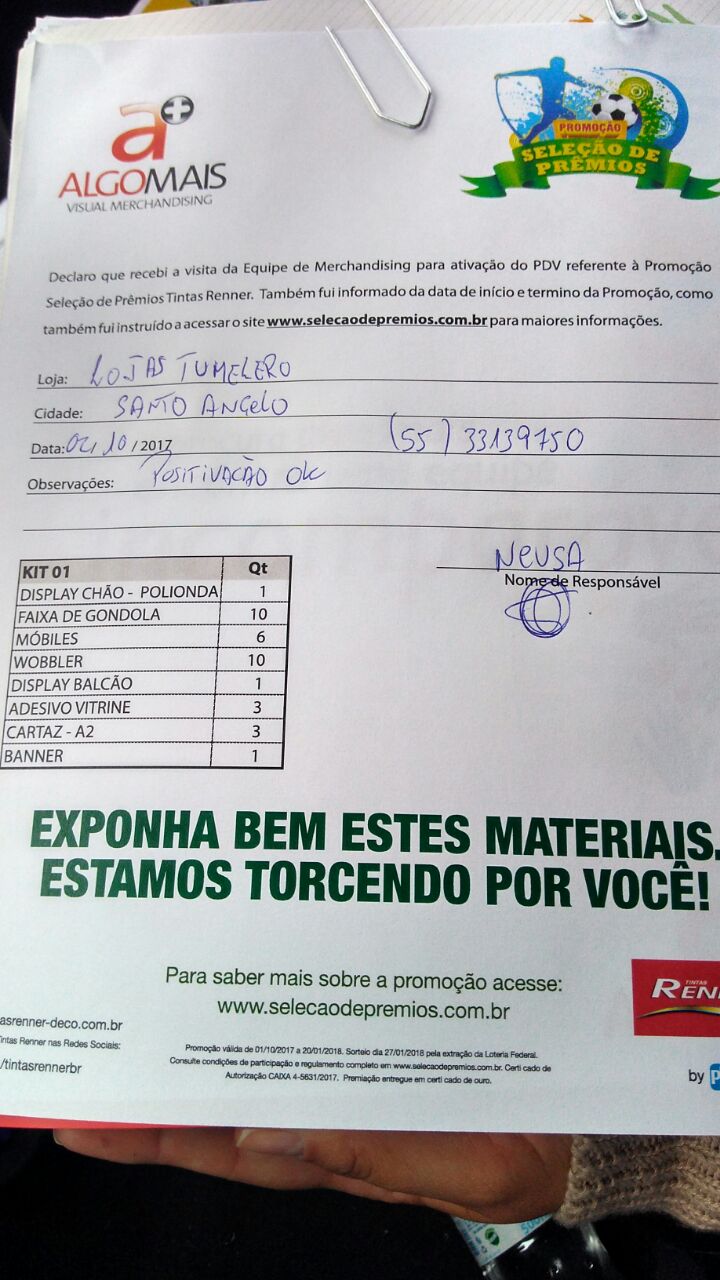 a+
ALGOMAIS
VISUAL MERCHANDISING
PROMOÇÃO
SELEÇÃO DE
PRÊMIOS
Declaro que recebi a visita da Equipe de Merchandising para ativação do PDV referente à Promoção
Seleção de Prêmios Tintas Renner. Também fui informado da data de início e termino da Promoção, como
também fui instruído a acessar o site www.selecaodepremios.com.br para maiores informações.
Loja: LOJAS TUMELERO
Cidade: SANTO ANGELO
Data: 02/10/2017 (55) 33139750
Observações: POSITIVAÇÃO OK
NEUSA
Nome de Responsável
KIT 01 Qt
DISPLAY CHÃO - POLIONDA 1
FAIXA DE GONDOLA 10
MÓBILES 6
WOBBLER 10
DISPLAY BALCÃO 1
ADESIVO VITRINE 3
CARTAZ - A2 3
BANNER 1
EXPONHA BEM ESTES MATERIAIS.
ESTAMOS TORCENDO POR VOCÊ!
Para saber mais sobre a promoção acesse:
www.selecaodepremios.com.br
TINTAS
REN
asrenner-deco.com.br
intas Renner nas Redes Sociais:
/tintasrennerbr
Promoção válida de 01/10/2017 a 20/01/2018. Sorteio dia 27/01/2018 pela extração da Loteria Federal.
Consulte condições de participação e regulamento completo em www.selecaodepremios.com.br. Certi cado de
Autorização CAIXA 4-5631/2017. Premiação entregue em certi cado de ouro.
by P